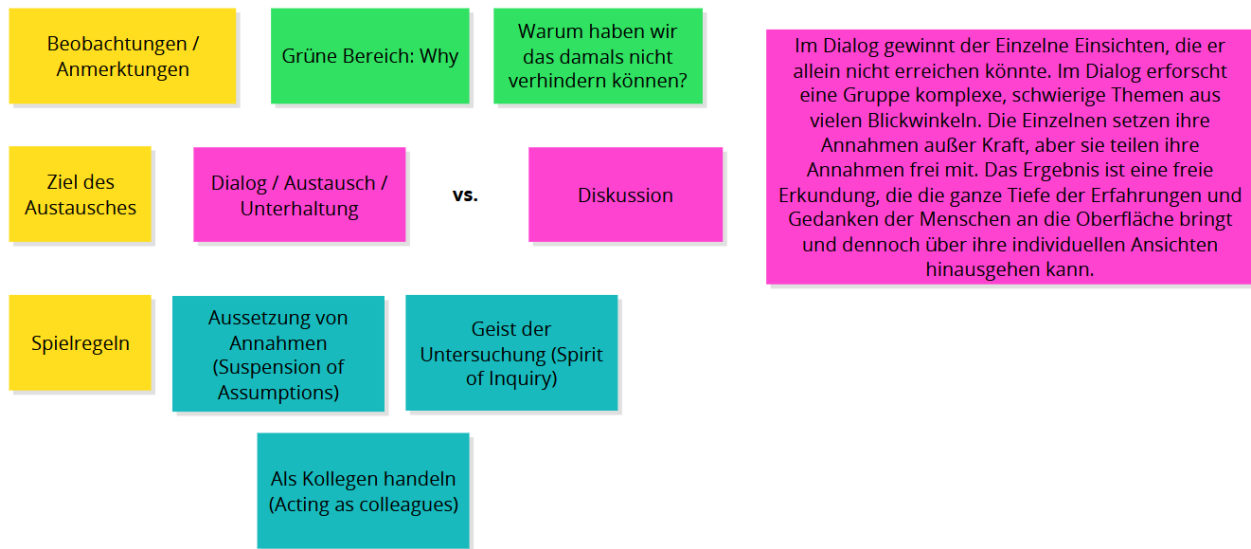 Beobachtungen /
Anmerktungen
Grüne Bereich: Why
Warum haben wir
das damals nicht
verhindern können?
Im Dialog gewinnt der Einzelne Einsichten, die er
allein nicht erreichen könnte. Im Dialog erforscht
eine Gruppe komplexe, schwierige Themen aus
vielen Blickwinkeln. Die Einzelnen setzen ihre
Annahmen außer Kraft, aber sie teilen ihre
Annahmen frei mit. Das Ergebnis ist eine freie
Erkundung, die die ganze Tiefe der Erfahrungen und
Gedanken der Menschen an die Oberfläche bringt
und dennoch über ihre individuellen Ansichten
hinausgehen kann.
Ziel des
Austausches
Dialog / Austausch /
Unterhaltung
vs.
Diskussion
Spielregeln
Aussetzung von
Annahmen
(Suspension of
Assumptions)
Geist der
Untersuchung (Spirit
of Inquiry)
Als Kollegen handeln
(Acting as colleagues)